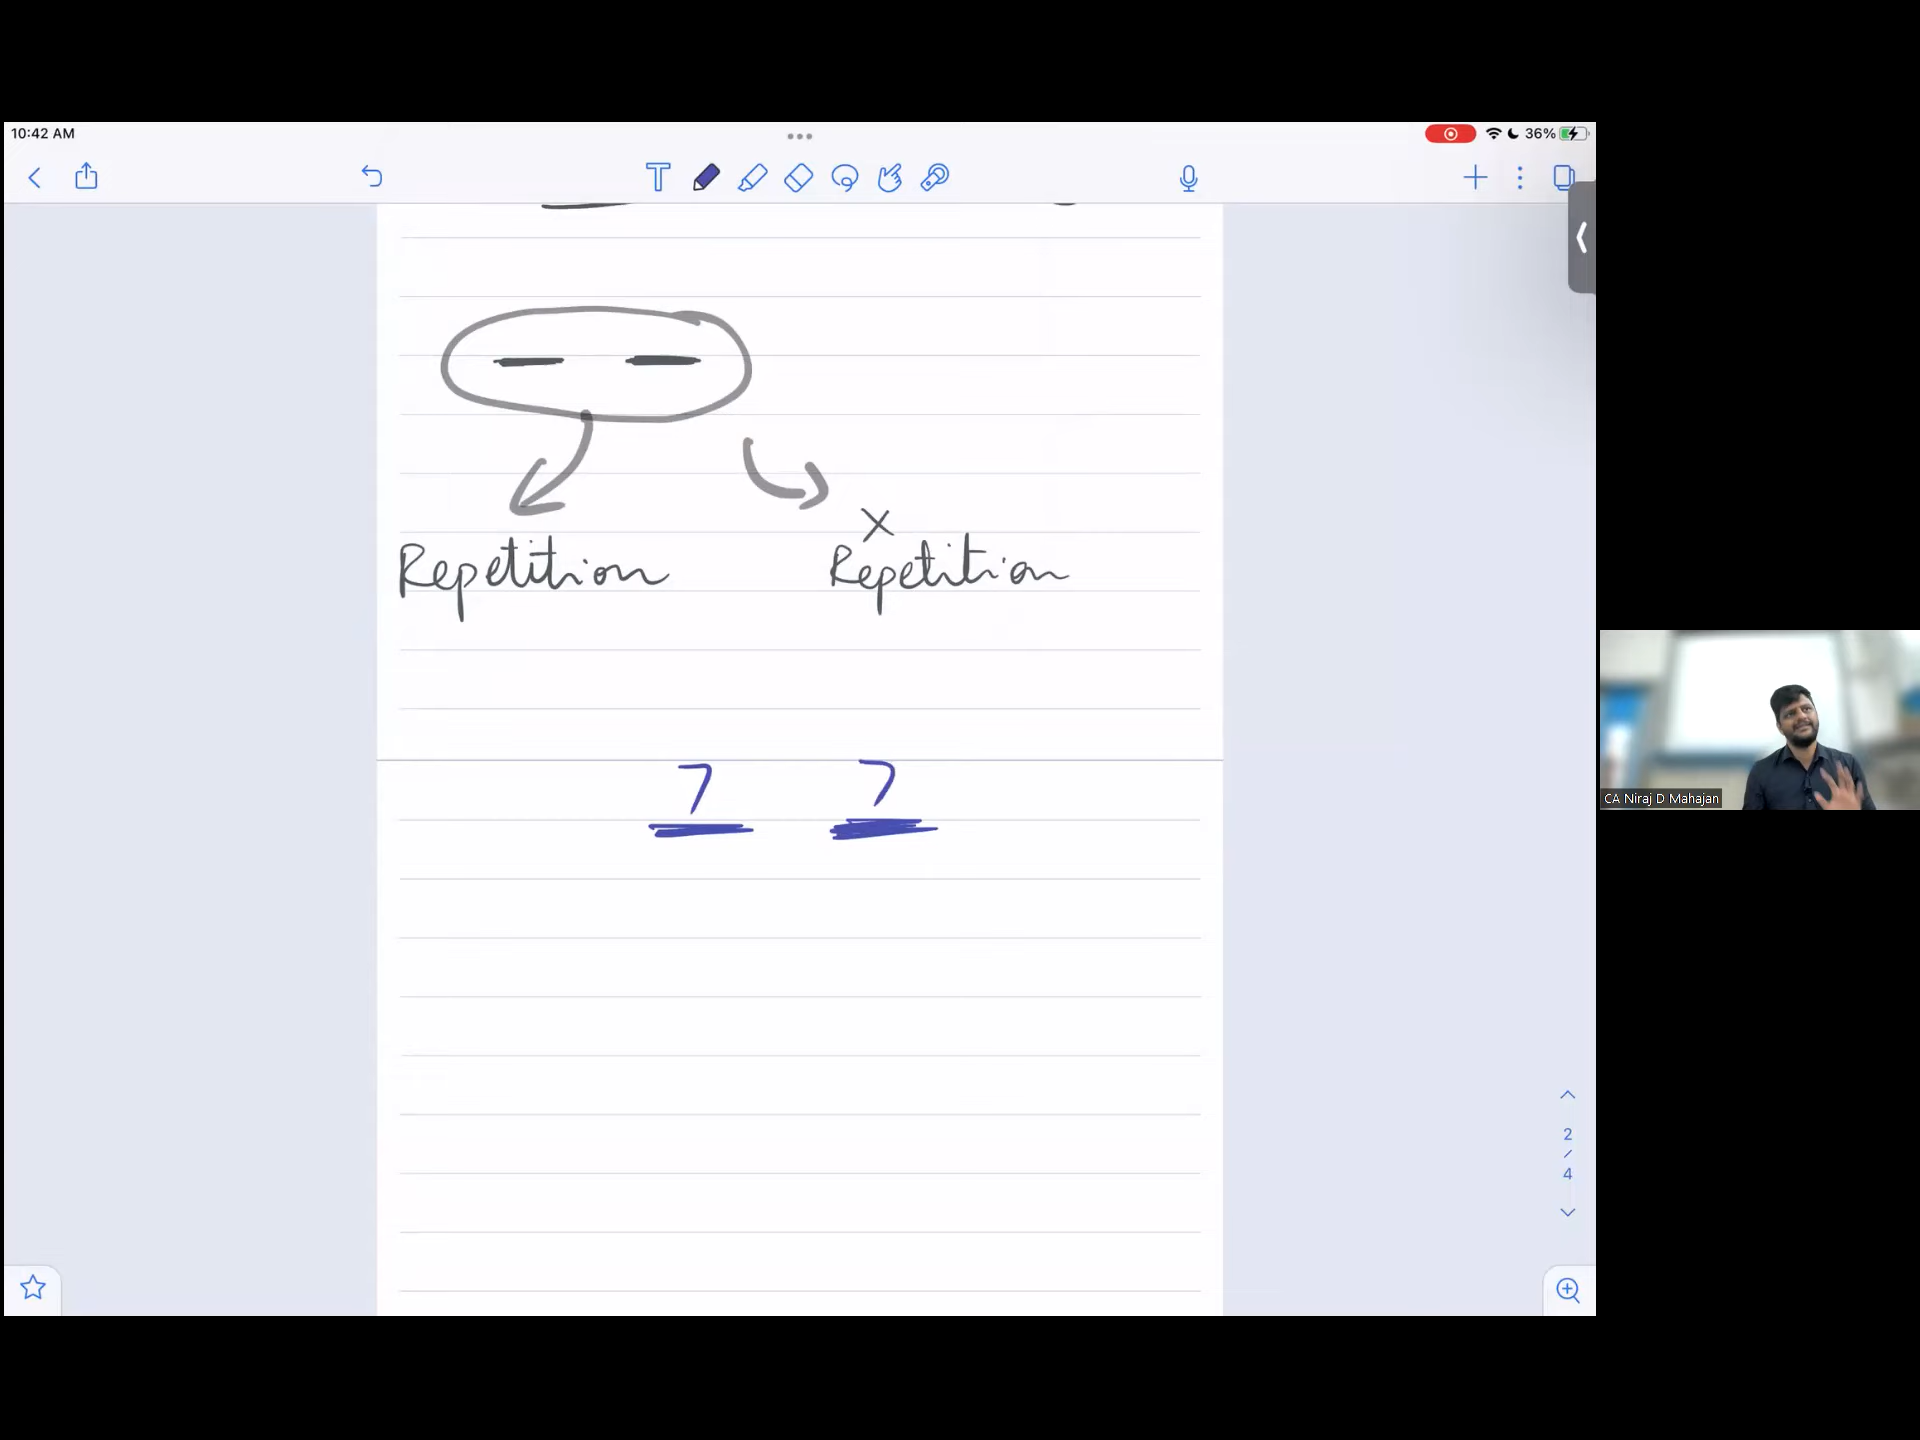 10:42 AM
36%
T
×
Repetition Repetition
7 7
CA Niraj D Mahajan
2
/
4